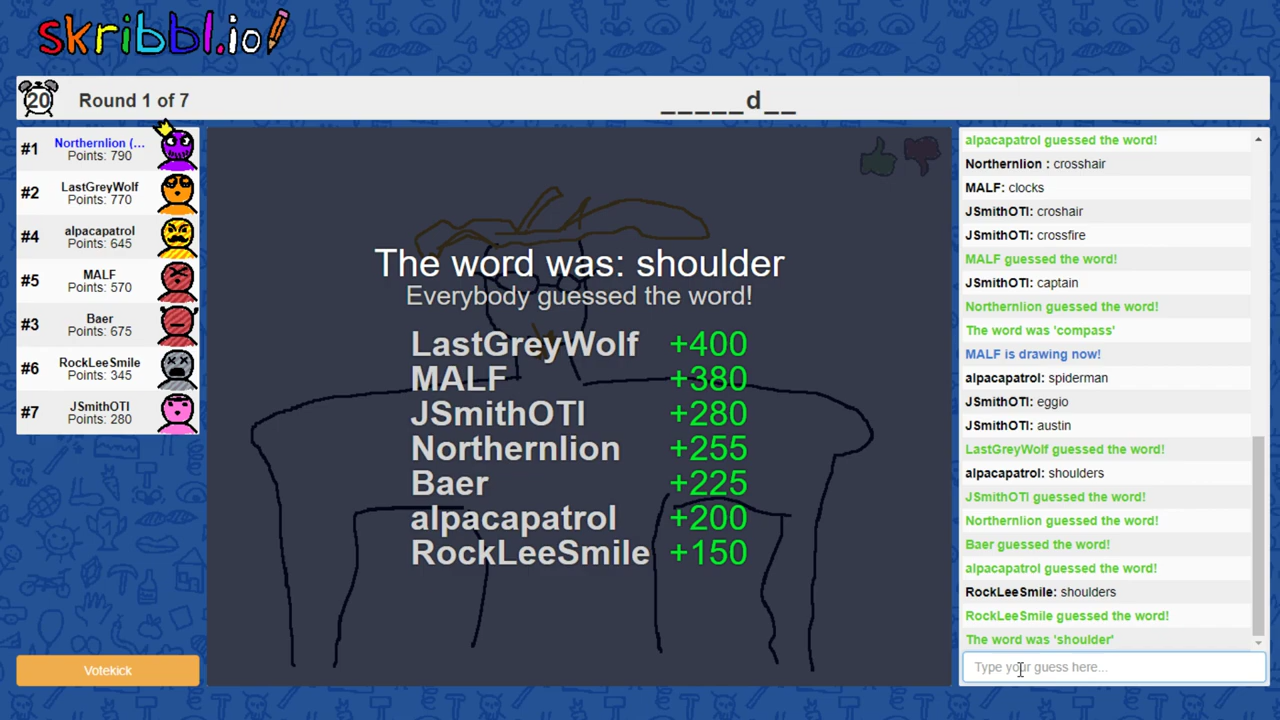 skribbl.io
20
Round 1 of 7
_____d__
#1
Northernlion (...
Points: 790
#2
LastGreyWolf
Points: 770
#4
alpacapatrol
Points: 645
#5
MALF
Points: 570
#3
Baer
Points: 675
#6
RockLeeSmile
Points: 345
#7
JSmithOTI
Points: 280
Votekick
The word was: shoulder
Everybody guessed the word!
LastGreyWolf +400
MALF +380
JSmithOTI +280
Northernlion +255
Baer +225
alpacapatrol +200
RockLeeSmile +150
alpacapatrol guessed the word!
Northernlion : crosshair
MALF: clocks
JSmithOTI: croshair
JSmithOTI: crossfire
MALF guessed the word!
JSmithOTI: captain
Northernlion guessed the word!
The word was 'compass'
MALF is drawing now!
alpacapatrol: spiderman
JSmithOTI: eggio
JSmithOTI: austin
LastGreyWolf guessed the word!
alpacapatrol: shoulders
JSmithOTI guessed the word!
Northernlion guessed the word!
Baer guessed the word!
alpacapatrol guessed the word!
RockLeeSmile: shoulders
RockLeeSmile guessed the word!
The word was 'shoulder'
Type your guess here...